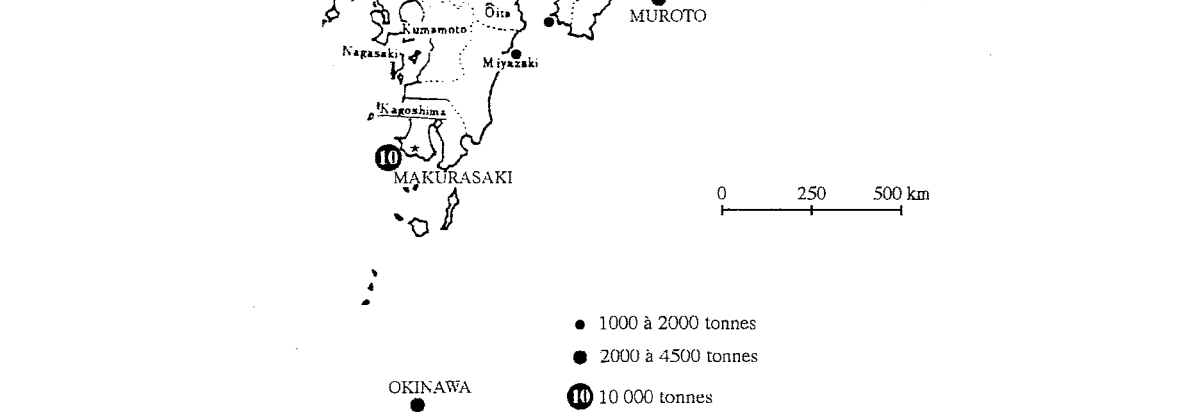 Ōita
MUROTO
Kumamoto
Nagasaki
Miyazaki
Kagoshima
10
MAKURASAKI
0 250 500 km
1000 à 2000 tonnes
2000 à 4500 tonnes
OKINAWA
10 10 000 tonnes